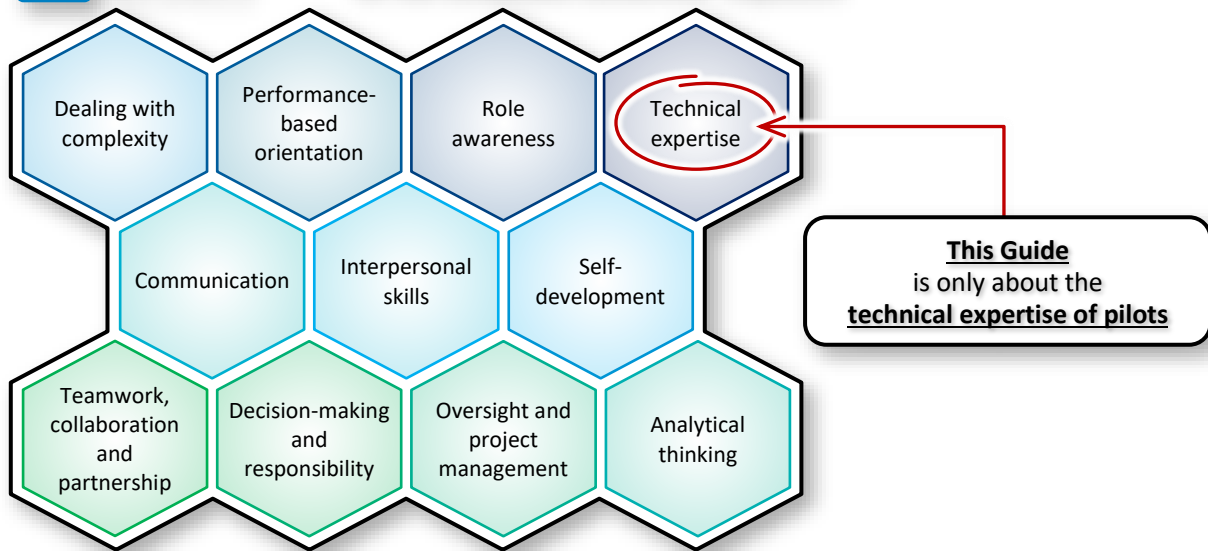 Dealing with
complexity
Performance-
based
orientation
Role
awareness
Technical
expertise
This Guide
is only about the
technical expertise of pilots
Communication
Interpersonal
skills
Self-
development
Teamwork,
collaboration
and
partnership
Decision-making
and
responsibility
Oversight and
project
management
Analytical
thinking